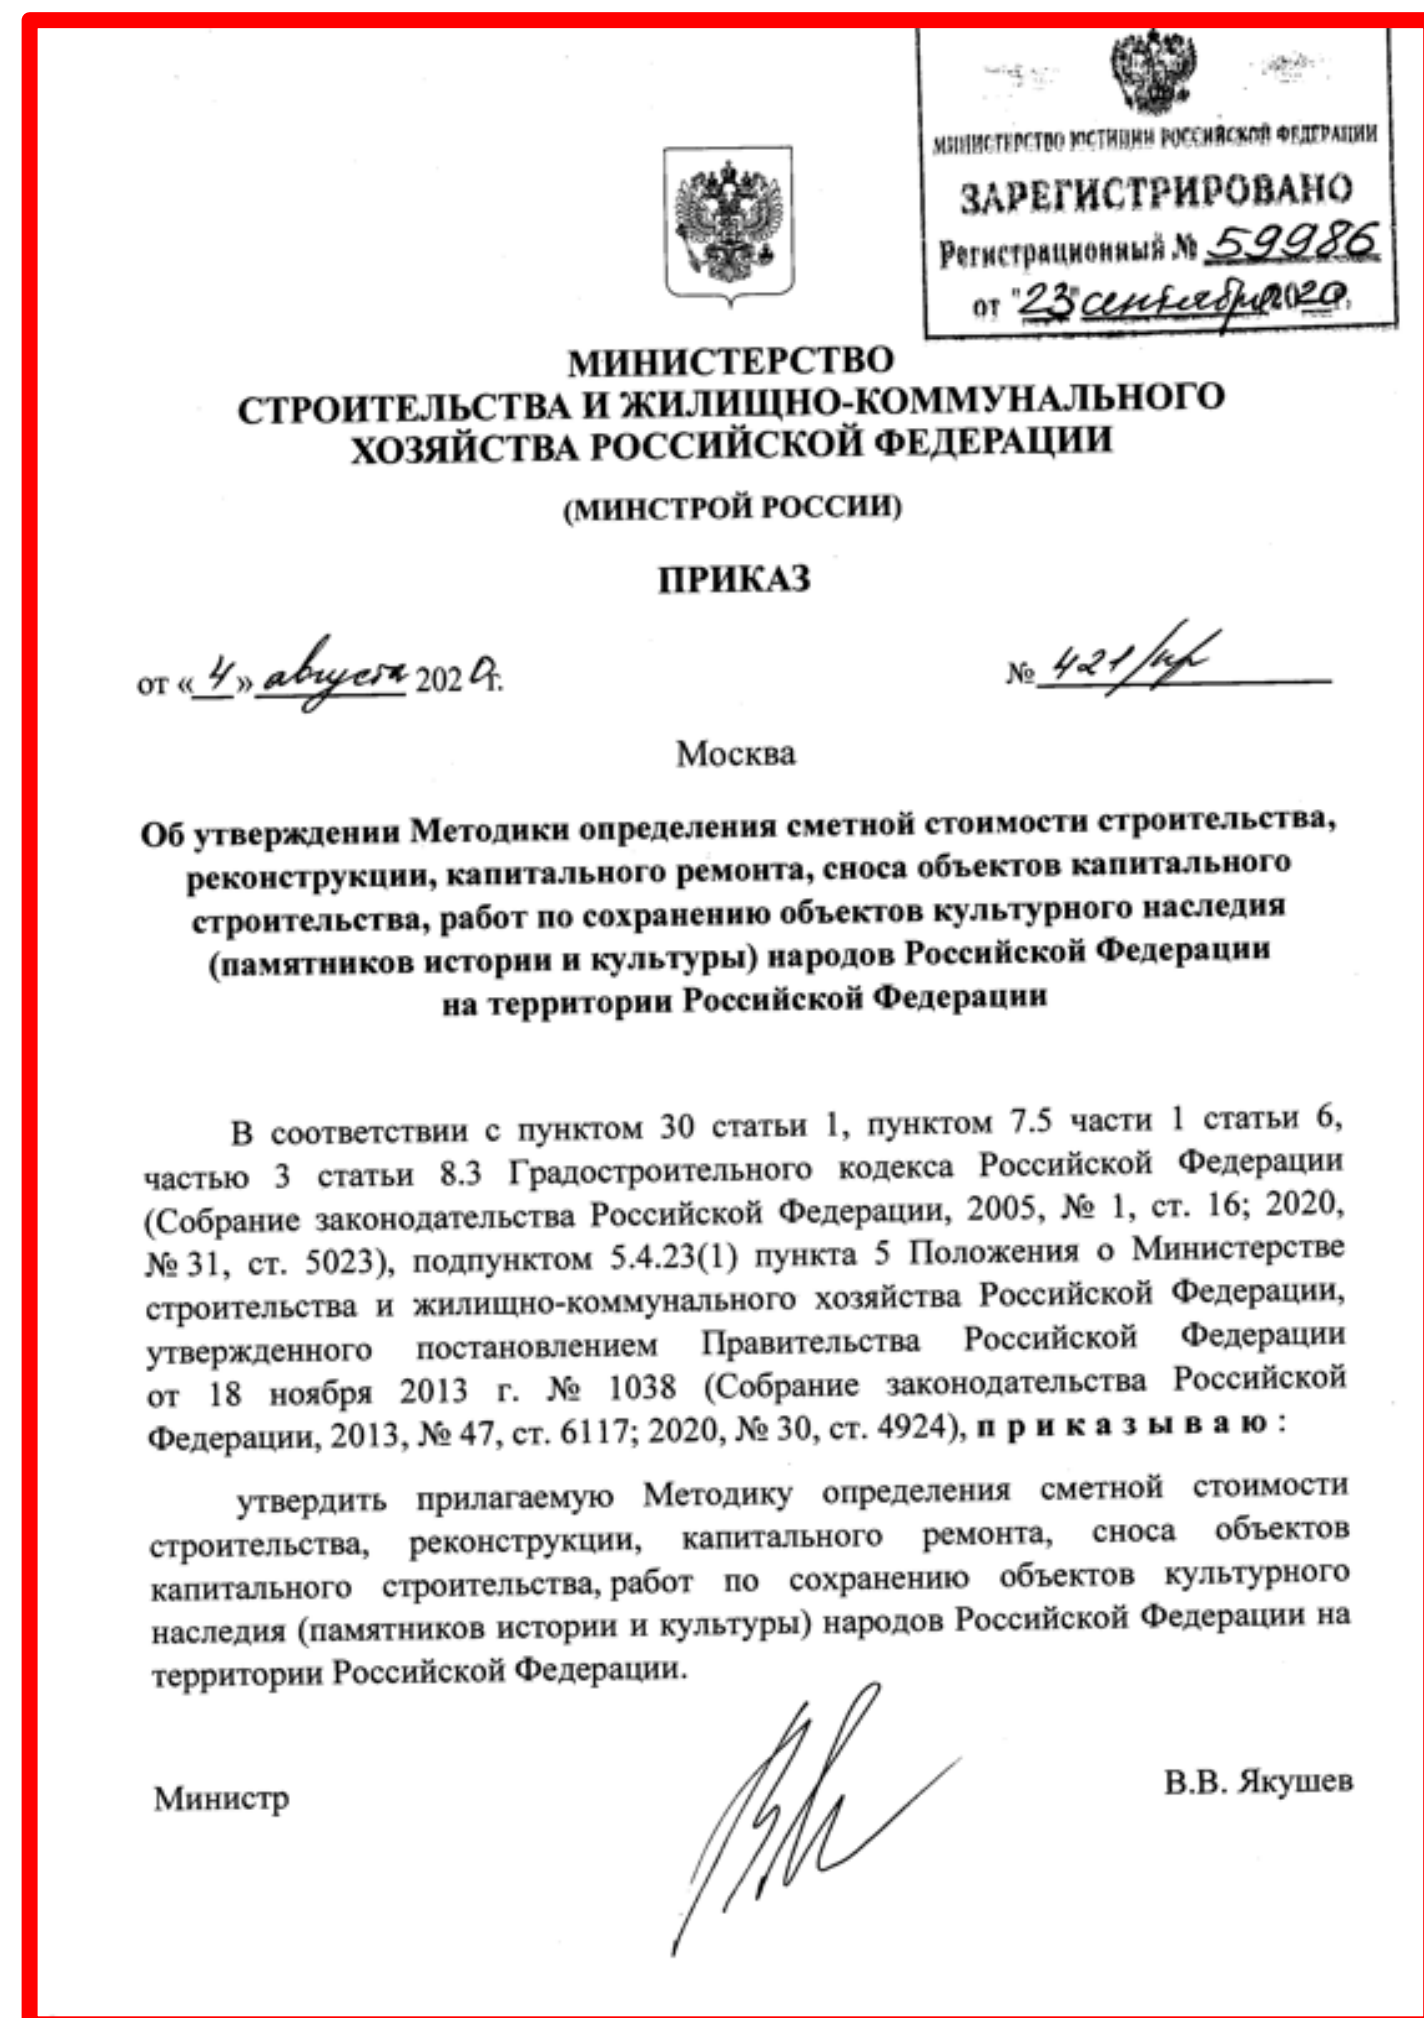 МИНИСТЕРСТВО ЮСТИЦИИ РОССИЙСКОЙ ФЕДЕРАЦИИ
ЗАРЕГИСТРИРОВАНО
Регистрационный № 59986
от "23" сентября 2020.
МИНИСТЕРСТВО
СТРОИТЕЛЬСТВА И ЖИЛИЩНО-КОММУНАЛЬНОГО
ХОЗЯЙСТВА РОССИЙСКОЙ ФЕДЕРАЦИИ
(МИНСТРОЙ РОССИИ)
ПРИКАЗ
от «4» августа 2020г.
№ 421/пр
Москва
Об утверждении Методики определения сметной стоимости строительства,
реконструкции, капитального ремонта, сноса объектов капитального
строительства, работ по сохранению объектов культурного наследия
(памятников истории и культуры) народов Российской Федерации
на территории Российской Федерации
В соответствии с пунктом 30 статьи 1, пунктом 7.5 части 1 статьи 6,
частью 3 статьи 8.3 Градостроительного кодекса Российской Федерации
(Собрание законодательства Российской Федерации, 2005, № 1, ст. 16; 2020,
№ 31, ст. 5023), подпунктом 5.4.23(1) пункта 5 Положения о Министерстве
строительства и жилищно-коммунального хозяйства Российской Федерации,
утвержденного постановлением Правительства Российской Федерации
от 18 ноября 2013 г. № 1038 (Собрание законодательства Российской
Федерации, 2013, № 47, ст. 6117; 2020, № 30, ст. 4924), п р и к а з ы в а ю :
утвердить прилагаемую Методику определения сметной стоимости
строительства, реконструкции, капитального ремонта, сноса объектов
капитального строительства, работ по сохранению объектов культурного
наследия (памятников истории и культуры) народов Российской Федерации на
территории Российской Федерации.
Министр
В.В. Якушев